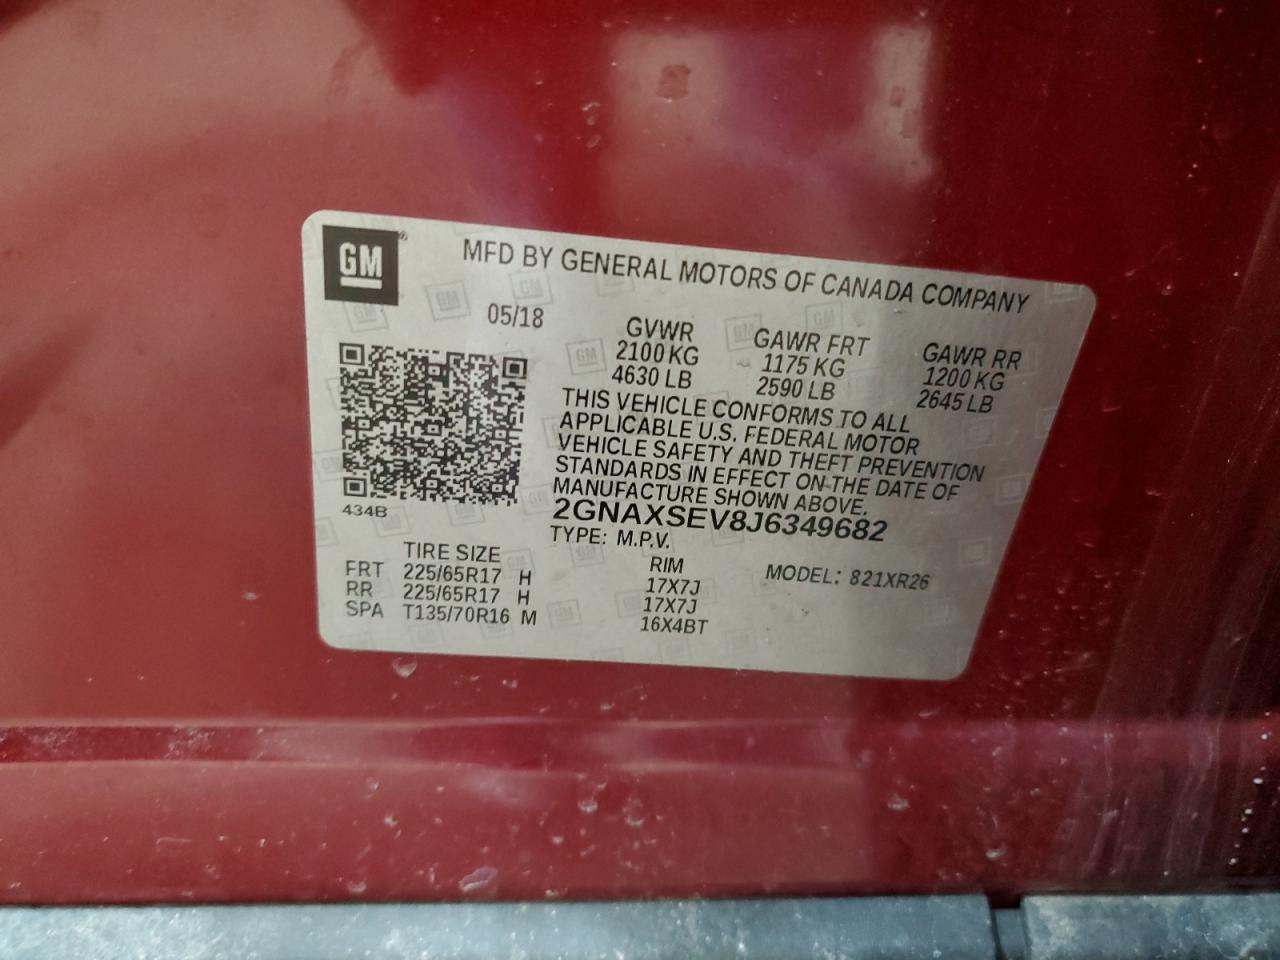 GM®
MFD BY GENERAL MOTORS OF CANADA COMPANY
05/18
GVWR
2100 KG
4630 LB
GAWR FRT
1175 KG
2590 LB
GAWR RR
1200 KG
2645 LB
THIS VEHICLE CONFORMS TO ALL
APPLICABLE U.S. FEDERAL MOTOR
VEHICLE SAFETY AND THEFT PREVENTION
STANDARDS IN EFFECT ON THE DATE OF
MANUFACTURE SHOWN ABOVE.
2GNAXSEV8J6349682
TYPE: M.P.V.
434B
TIRE SIZE RIM MODEL: 821XR26
FRT 225/65R17 H 17X7J
RR 225/65R17 H 17X7J
SPA T135/70R16 M 16X4BT